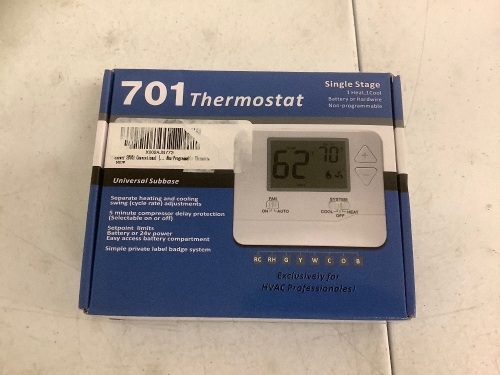 701 Thermostat
Single Stage
1 Heat, 1 Cool
Battery or Hardwire
Non-programmable
Universal Subbase
Separate heating and cooling
swing (cycle rate) adjustments
5 minute compressor delay protection
(Selectable on or off)
Setpoint limits
Battery or 24v power
Easy access battery compartment
Simple private label badge system
62
70
FAN
ON AUTO
SYSTEM
COOL HEAT
OFF
RC RH G Y W C O B
Exclusively for
HVAC Professionales!